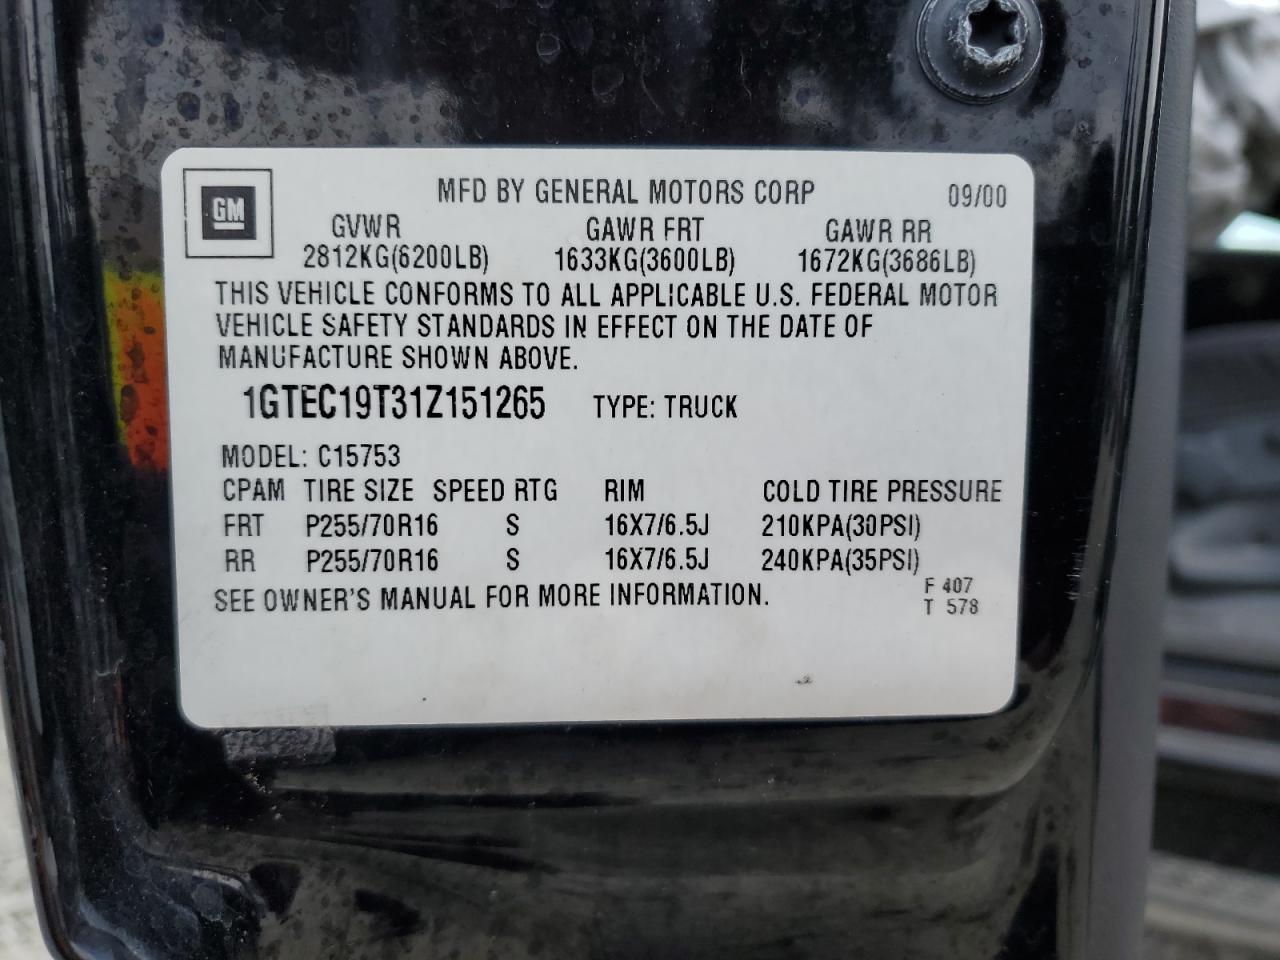 GM
MFD BY GENERAL MOTORS CORP 09/00
GVWR GAWR FRT GAWR RR
2812KG(6200LB) 1633KG(3600LB) 1672KG(3686LB)
THIS VEHICLE CONFORMS TO ALL APPLICABLE U.S. FEDERAL MOTOR
VEHICLE SAFETY STANDARDS IN EFFECT ON THE DATE OF
MANUFACTURE SHOWN ABOVE.
1GTEC19T31Z151265 TYPE: TRUCK
MODEL: C15753
CPAM TIRE SIZE SPEED RTG RIM COLD TIRE PRESSURE
FRT P255/70R16 S 16X7/6.5J 210KPA(30PSI)
RR P255/70R16 S 16X7/6.5J 240KPA(35PSI)
SEE OWNER'S MANUAL FOR MORE INFORMATION.
F 407
T 578